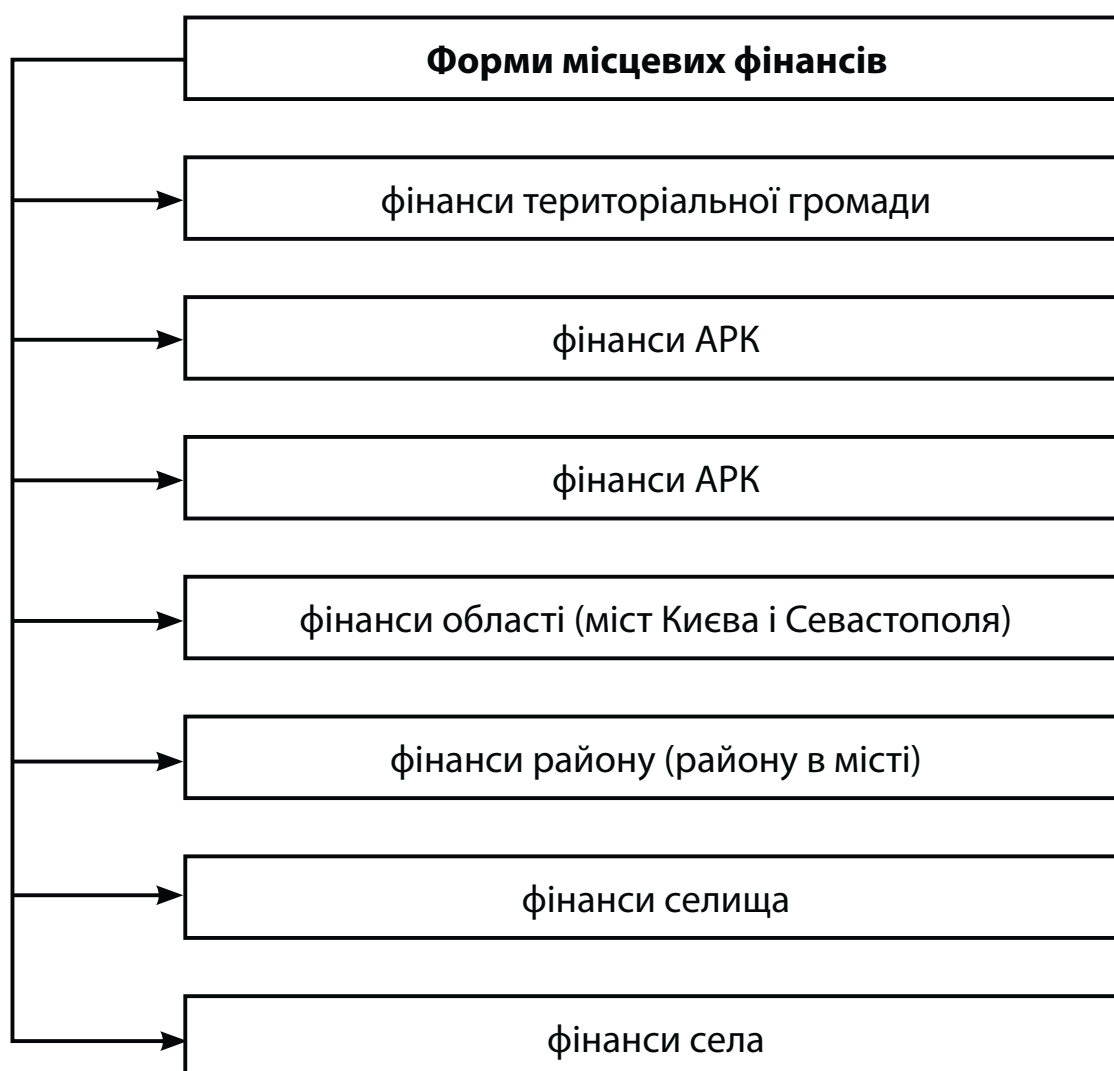 Форми місцевих фінансів
фінанси територіальної громади
фінанси АРК
фінанси АРК
фінанси області (міст Києва і Севастополя)
фінанси району (району в місті)
фінанси селища
фінанси села